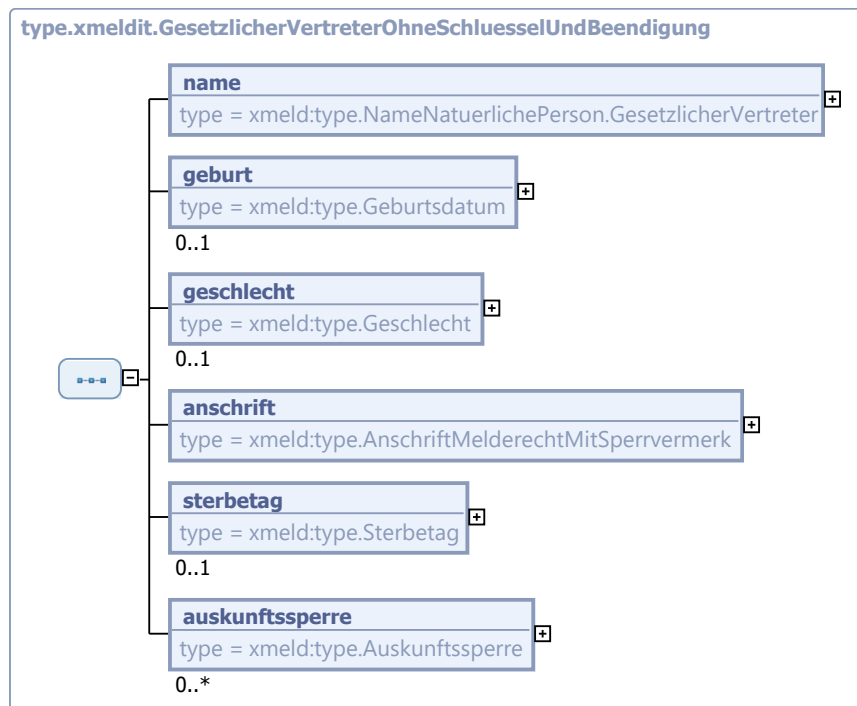 type.xmeldit.GesetzlicherVertreterOhneSchluesselUndBeendigung
name
type = xmeld:type.NameNatuerlichePerson.GesetzlicherVertreter
geburt
type = xmeld:type.Geburtsdatum
0..1
geschlecht
type = xmeld:type.Geschlecht
0..1
anschrift
type = xmeld:type.AnschriftMelderechtMitSperrvermerk
sterbetag
type = xmeld:type.Sterbetag
0..1
auskunftssperre
type = xmeld:type.Auskunftssperre
0..*